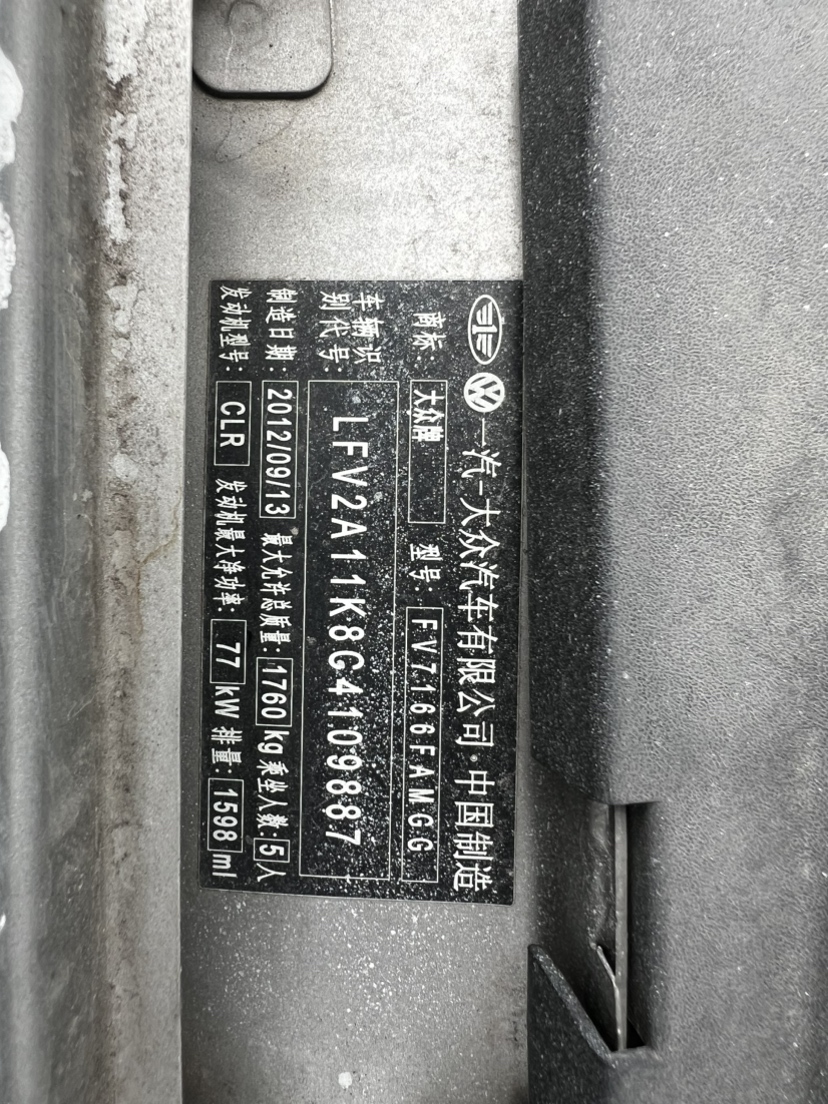 一汽-大众汽车有限公司 中国制造
商标: 大众牌 型号: FV7166FAMGG
车辆识别代号: LFV2A11K8C4109887
制造日期: 2012/09/13 最大允许总质量: 1760 kg 乘坐人数: 5 人
发动机型号: CLR 发动机最大净功率: 77 kW 排量: 1598 ml